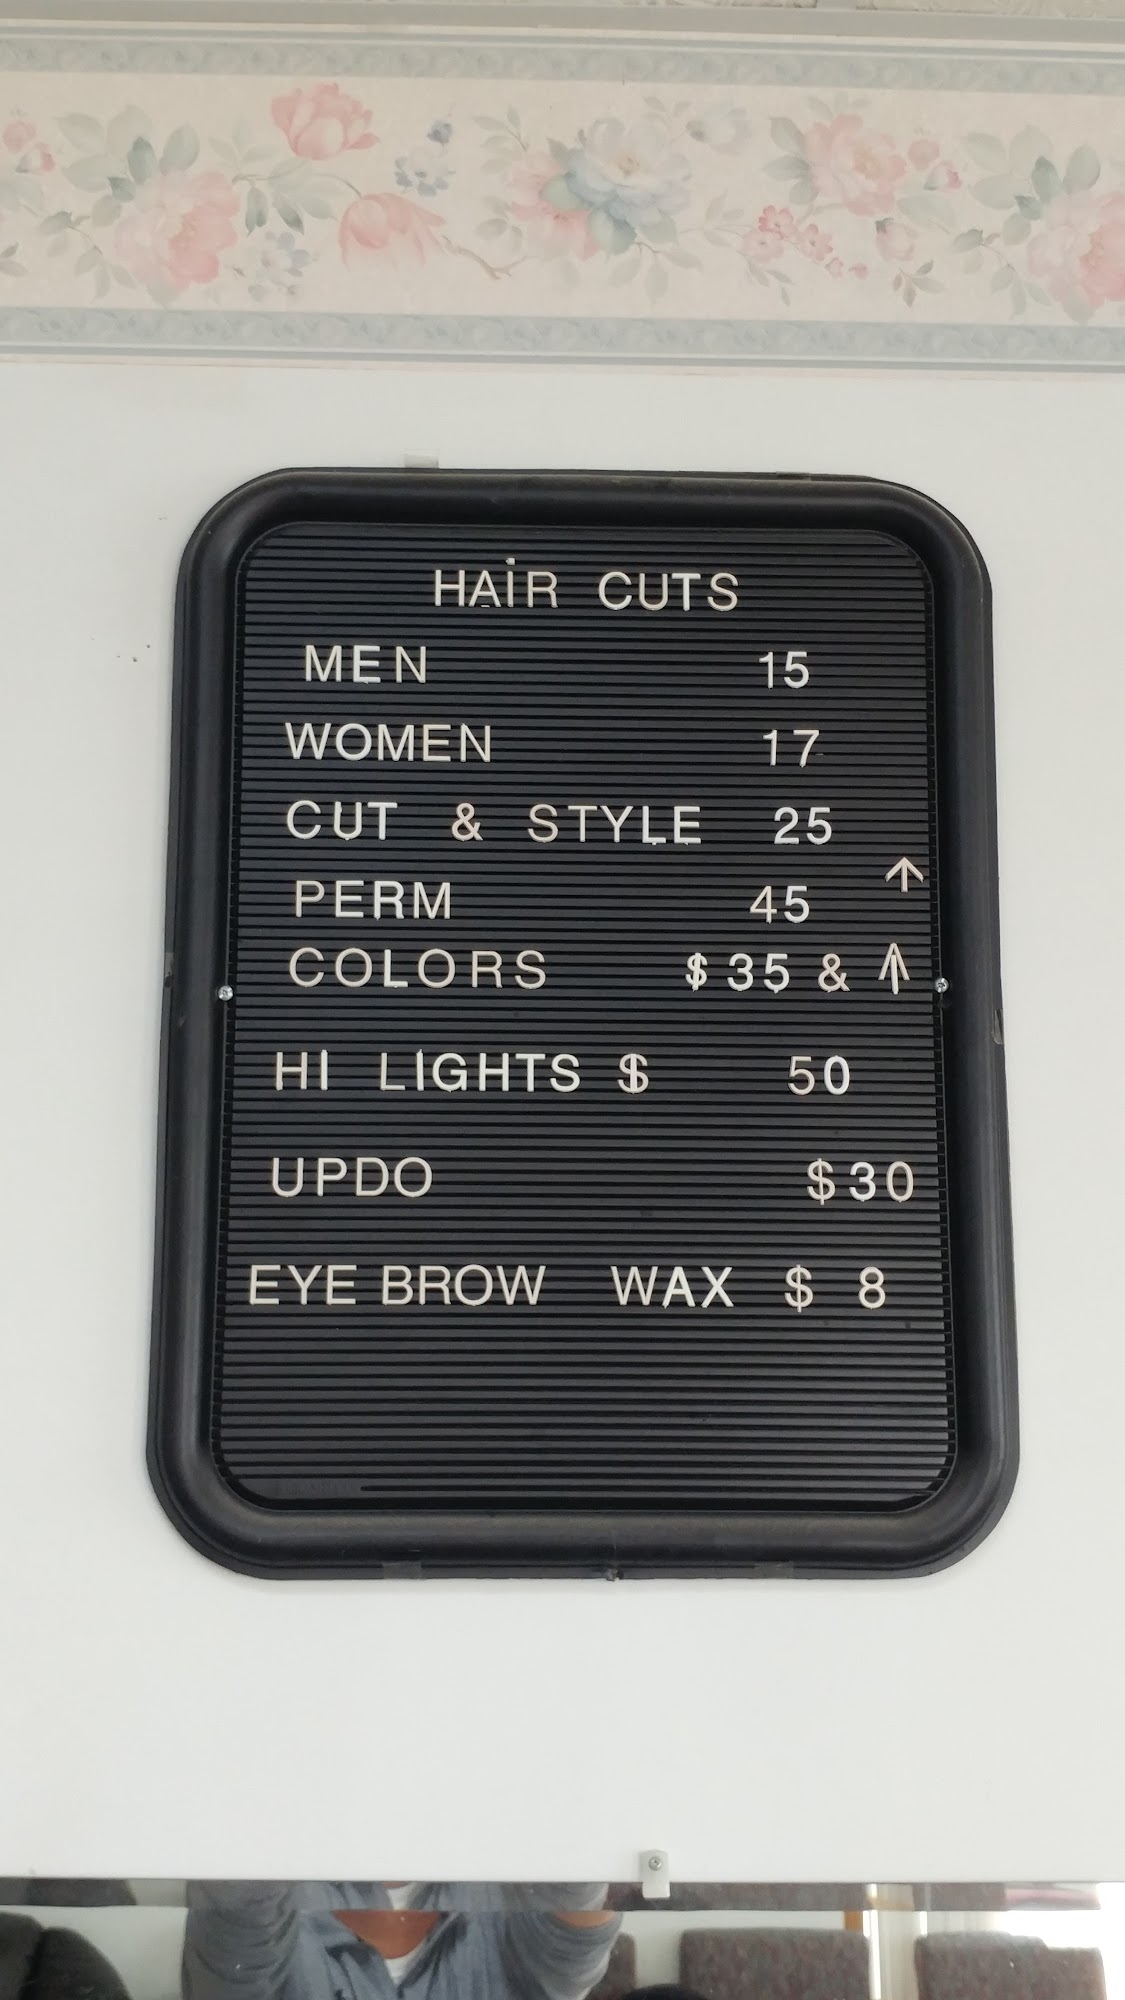 HAiR CUTS
MEN 15
WOMEN 17
CUT & STYLE 25
PERM 45 ↑
COLORS $35 & ↑
HI LIGHTS $ 50
UPDO $30
EYE BROW WAX $ 8